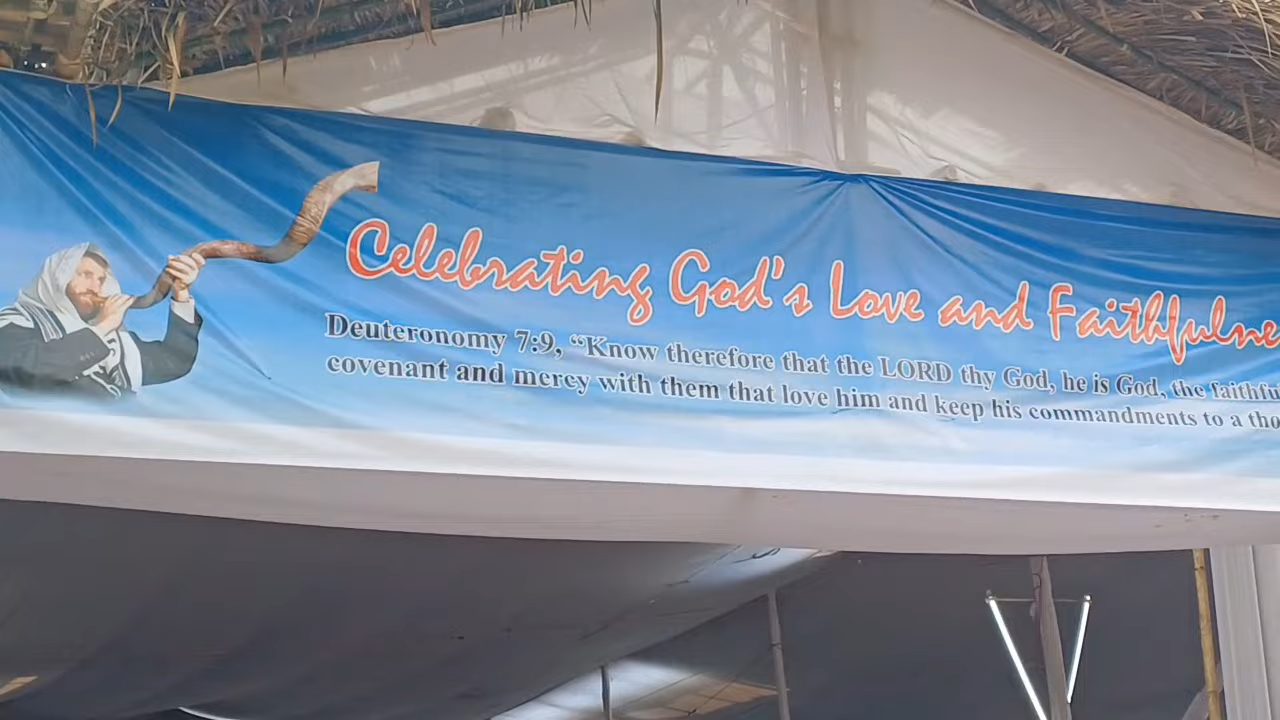 Celebrating God's Love and Faithfulne
Deuteronomy 7:9, “Know therefore that the LORD thy God, he is God, the faithfu
covenant and mercy with them that love him and keep his commandments to a tho